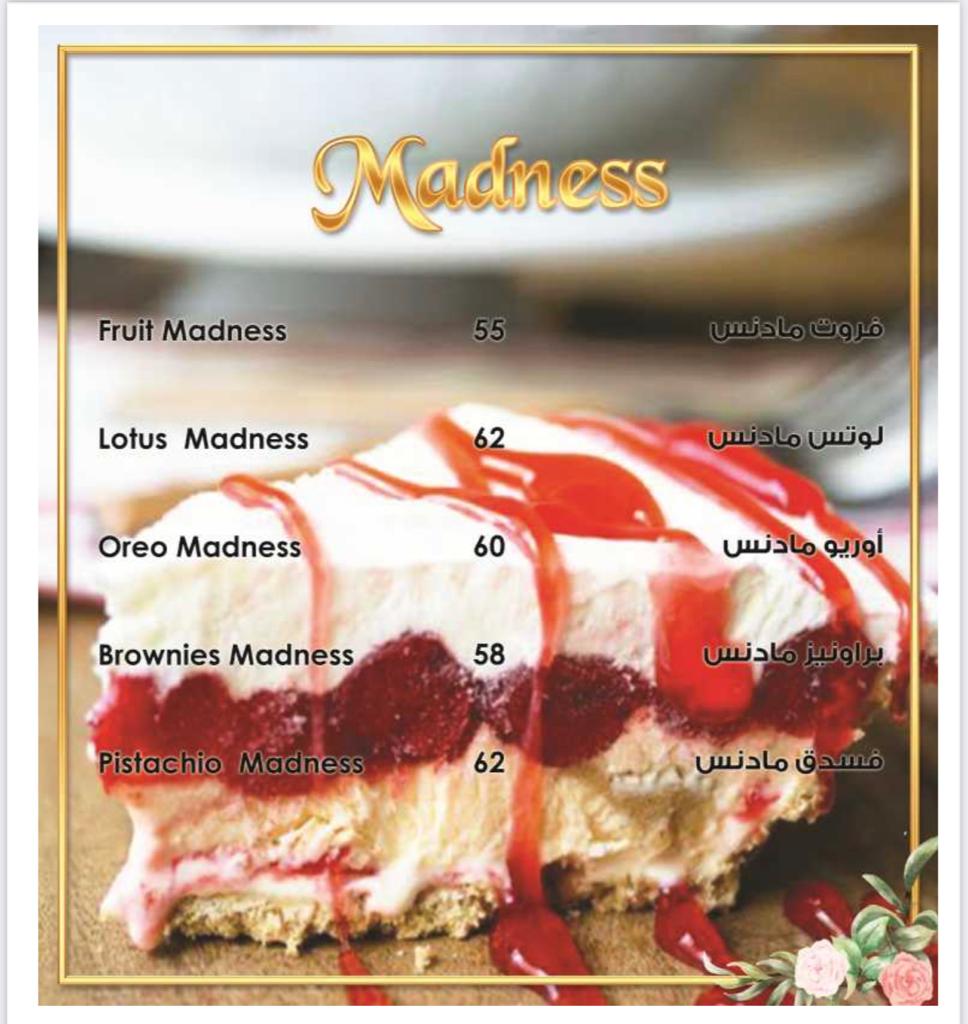 Madness
Fruit Madness 55 فروت مادنس
Lotus Madness 62 لوتس مادنس
Oreo Madness 60 أوريو مادنس
Brownies Madness 58 براونيز مادنس
Pistachio Madness 62 فسدق مادنس